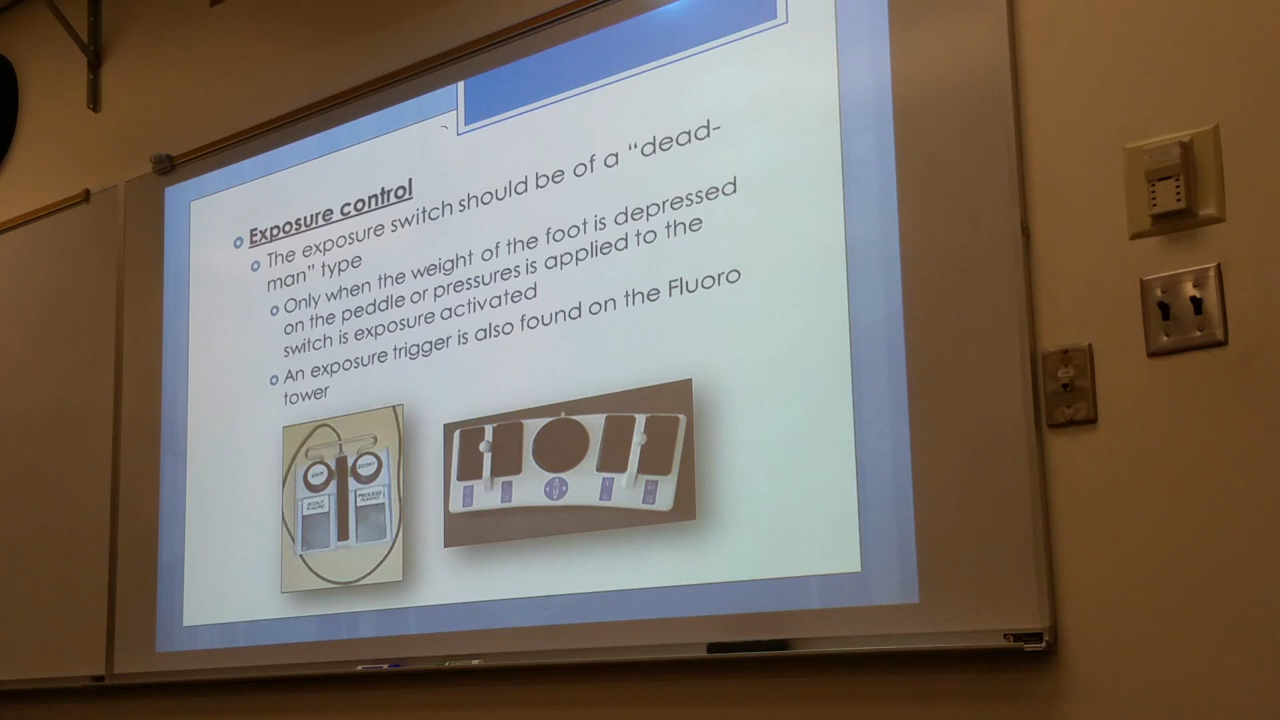 Exposure control
The exposure switch should be of a “dead-
man” type
Only when the weight of the foot is depressed
on the peddle or pressures is applied to the
switch is exposure activated
An exposure trigger is also found on the Fluoro
tower